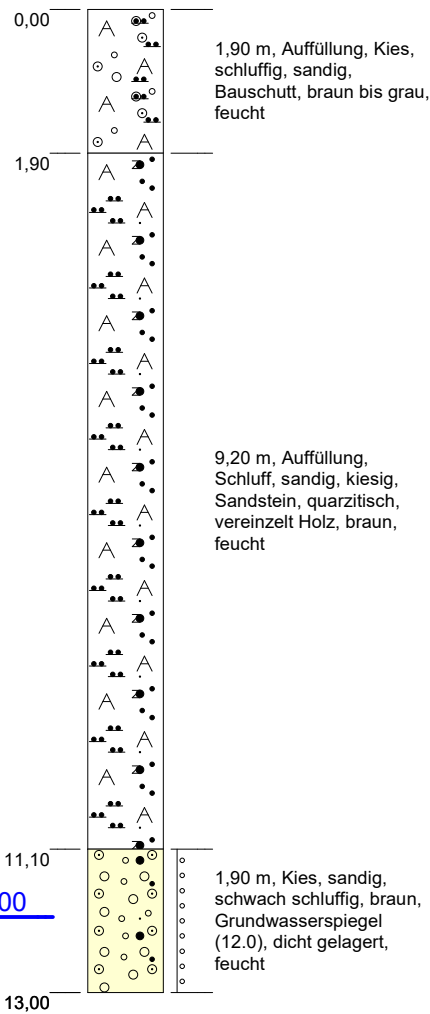 0,00
1,90 m, Auffüllung, Kies,
schluffig, sandig,
Bauschutt, braun bis grau,
feucht
1,90
9,20 m, Auffüllung,
Schluff, sandig, kiesig,
Sandstein, quarzitisch,
vereinzelt Holz, braun,
feucht
11,10
1,90 m, Kies, sandig,
schwach schluffig, braun,
Grundwasserspiegel
(12.0), dicht gelagert,
feucht
00
13,00